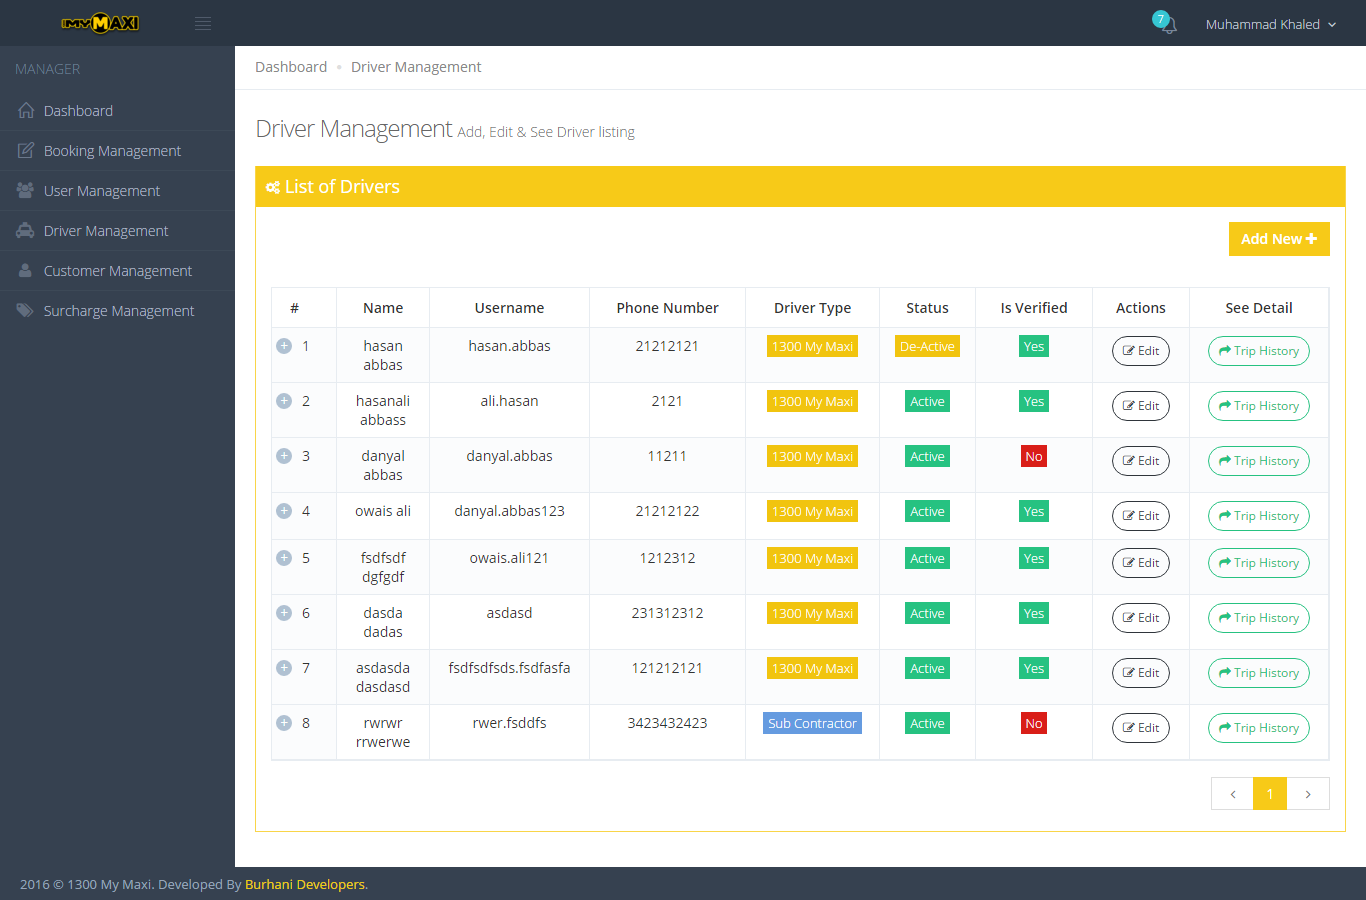 MYMAXI
7
Muhammad Khaled
MANAGER
Dashboard
Booking Management
User Management
Driver Management
Customer Management
Surcharge Management
Dashboard Driver Management
Driver Management Add, Edit & See Driver listing
List of Drivers
Add New
# Name Username Phone Number Driver Type Status Is Verified Actions See Detail
1 hasan hasan.abbas 21212121 1300 My Maxi De-Active Yes Edit Trip History
abbas
2 hasanali ali.hasan 2121 1300 My Maxi Active Yes Edit Trip History
abbass
3 danyal danyal.abbas 11211 1300 My Maxi Active No Edit Trip History
abbas
4 owais ali danyal.abbas123 21212122 1300 My Maxi Active Yes Edit Trip History
5 fsdfsdf owais.ali121 1212312 1300 My Maxi Active Yes Edit Trip History
dgfgdf
6 dasda asdasd 231312312 1300 My Maxi Active Yes Edit Trip History
dadas
7 asdasda fsdfsdfsds.fsdfasfa 121212121 1300 My Maxi Active Yes Edit Trip History
dasdasd
8 rwrwr rwer.fsddfs 3423432423 Sub Contractor Active No Edit Trip History
rrwerwe
1
2016 © 1300 My Maxi. Developed By Burhani Developers.